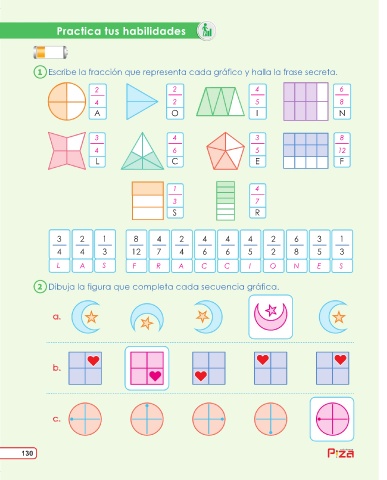 Practica tus habilidades
1 Escribe la fracción que representa cada gráfico y halla la frase secreta.
2/4 2/2 4/5 6/8
A O I N
3/4 4/6 3/5 8/12
L C E F
1/3 4/7
S R
3/4 2/4 1/3 8/12 4/7 2/4 4/6 4/6 4/5 2/2 6/8 3/5 1/3
L A S F R A C C I O N E S
2 Dibuja la figura que completa cada secuencia gráfica.
a.
b.
c.
130